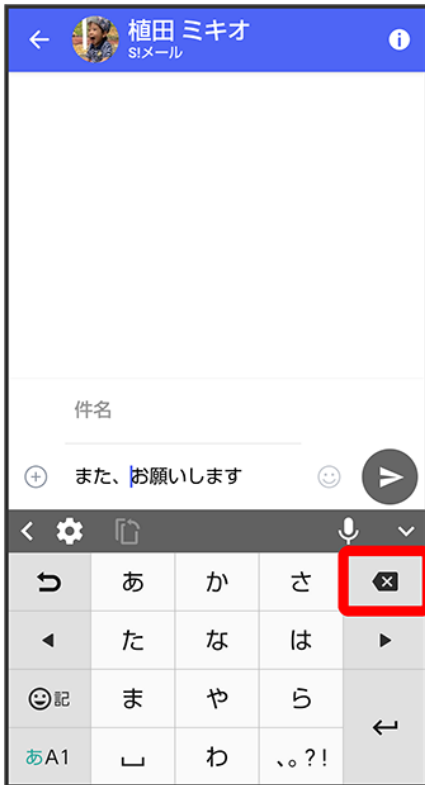 植田 ミキオ
S!メール
件名
また、お願いします
あ か さ
た な は
記 ま や ら
あA1 わ 、。?!